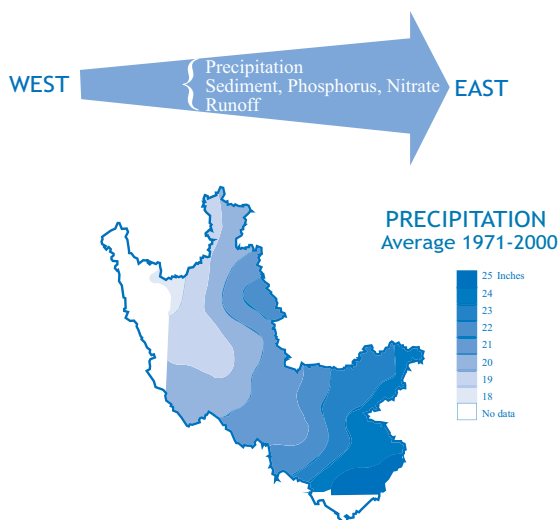 WEST
Precipitation
Sediment, Phosphorus, Nitrate
Runoff
EAST
PRECIPITATION
Average 1971-2000
25 Inches
24
23
22
21
20
19
18
No data